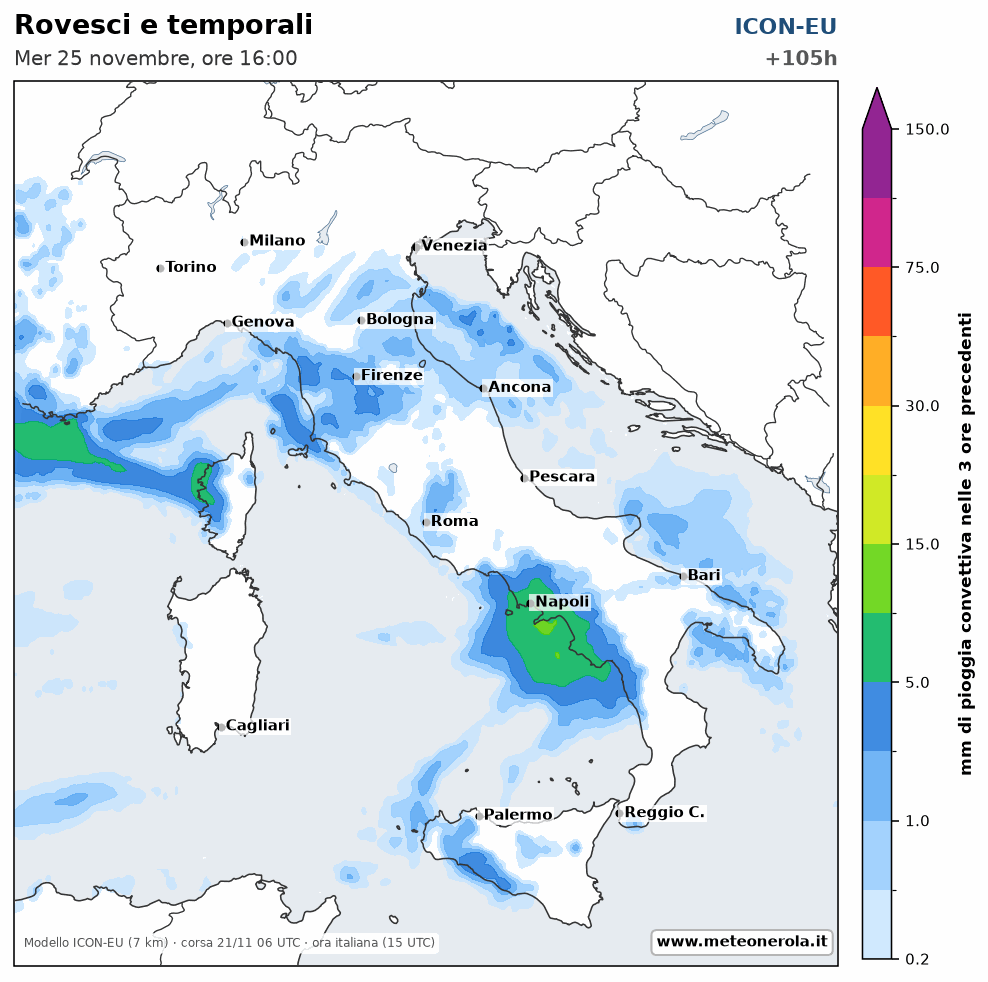 Rovesci e temporali
ICON-EU
Mer 25 novembre, ore 16:00
+105h
150.0
75.0
30.0
15.0
5.0
1.0
0.2
mm di pioggia convettiva nelle 3 ore precedenti
Milano
Venezia
Torino
Genova
Bologna
Firenze
Ancona
Pescara
Roma
Bari
Napoli
Cagliari
Palermo
Reggio C.
Modello ICON-EU (7 km) · corsa 21/11 06 UTC · ora italiana (15 UTC)
www.meteonerola.it